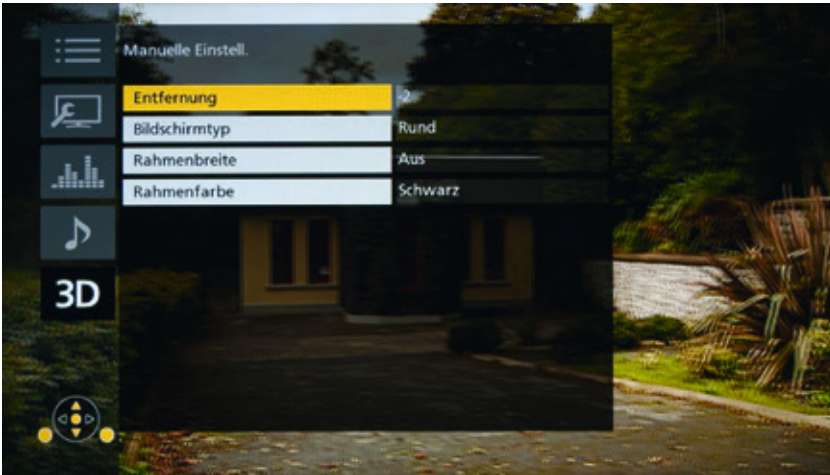 Manuelle Einstell.
Entfernung -2
Bildschirmtyp Rund
Rahmenbreite Aus
Rahmenfarbe Schwarz
3D